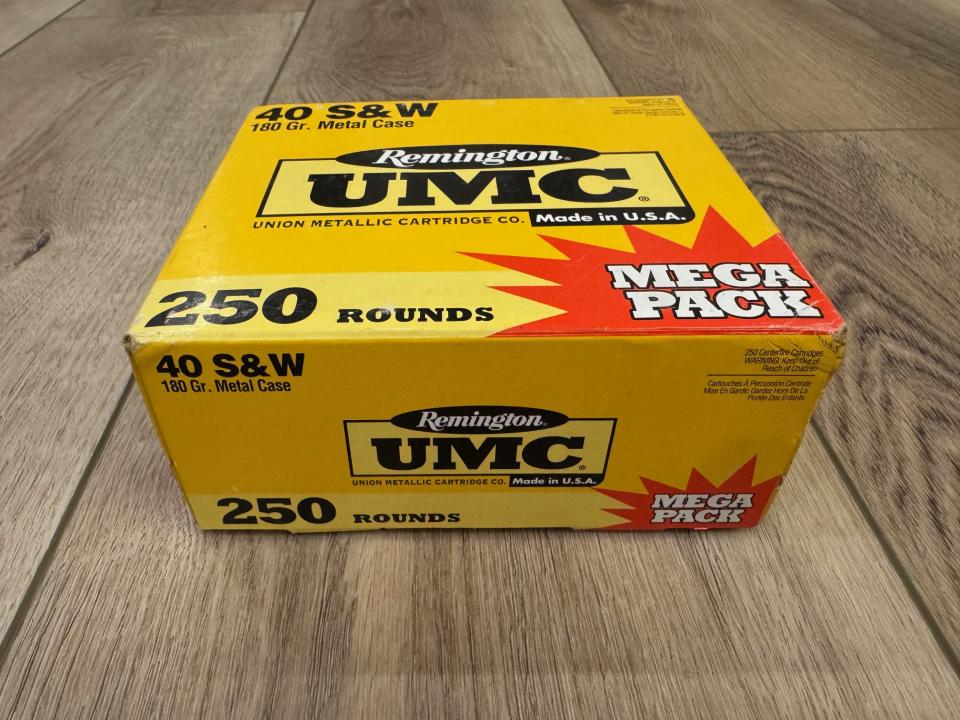 40 S&W
180 Gr. Metal Case
Remington®
UMC®
UNION METALLIC CARTRIDGE CO. Made in U.S.A.
MEGA
PACK
250 ROUNDS
40 S&W
180 Gr. Metal Case
250 Centerfire Cartridges
WARNING: Keep Out of
Reach of Children
Cartouches À Percussion Centrale
Mise En Garde: Gardez Hors De La
Portée Des Enfants
Remington®
UMC®
UNION METALLIC CARTRIDGE CO. Made in U.S.A.
MEGA
PACK
250 ROUNDS